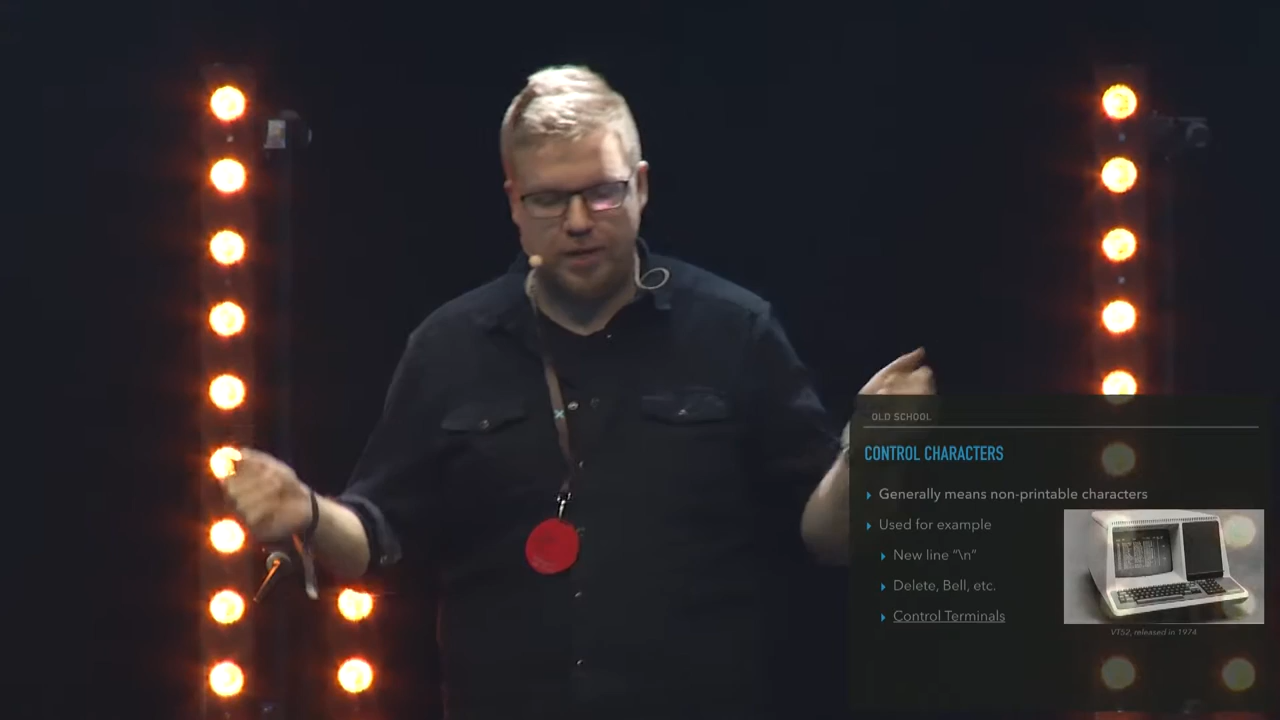 OLD SCHOOL
CONTROL CHARACTERS
Generally means non-printable characters
Used for example
New line “\n”
Delete, Bell, etc.
Control Terminals
VT52, released in 1974